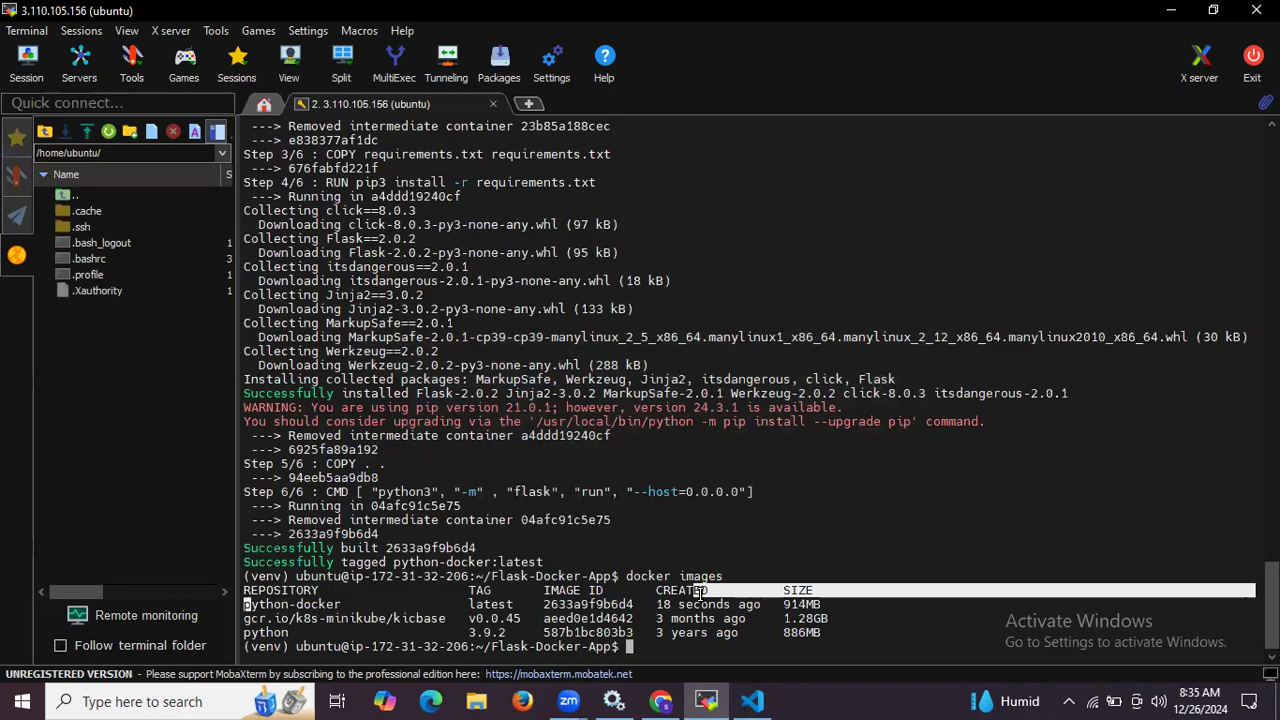 3.110.105.156 (ubuntu)
Terminal Sessions View X server Tools Games Settings Macros Help
Session Servers Tools Games Sessions View Split MultiExec Tunneling Packages Settings Help X server Exit
Quick connect...
2. 3.110.105.156 (ubuntu)
/home/ubuntu/
Name S
..
.cache
.ssh
.bash_logout 1
.bashrc 3
.profile 1
.Xauthority 1
Remote monitoring
Follow terminal folder
---> Removed intermediate container 23b85a188cec
---> e838377af1dc
Step 3/6 : COPY requirements.txt requirements.txt
---> 676fabfd221f
Step 4/6 : RUN pip3 install -r requirements.txt
---> Running in a4ddd19240cf
Collecting click==8.0.3
Downloading click-8.0.3-py3-none-any.whl (97 kB)
Collecting Flask==2.0.2
Downloading Flask-2.0.2-py3-none-any.whl (95 kB)
Collecting itsdangerous==2.0.1
Downloading itsdangerous-2.0.1-py3-none-any.whl (18 kB)
Collecting Jinja2==3.0.2
Downloading Jinja2-3.0.2-py3-none-any.whl (133 kB)
Collecting MarkupSafe==2.0.1
Downloading MarkupSafe-2.0.1-cp39-cp39-manylinux_2_5_x86_64.manylinux1_x86_64.manylinux_2_12_x86_64.manylinux2010_x86_64.whl (30 kB)
Collecting Werkzeug==2.0.2
Downloading Werkzeug-2.0.2-py3-none-any.whl (288 kB)
Installing collected packages: MarkupSafe, Werkzeug, Jinja2, itsdangerous, click, Flask
Successfully installed Flask-2.0.2 Jinja2-3.0.2 MarkupSafe-2.0.1 Werkzeug-2.0.2 click-8.0.3 itsdangerous-2.0.1
WARNING: You are using pip version 21.0.1; however, version 24.3.1 is available.
You should consider upgrading via the '/usr/local/bin/python -m pip install --upgrade pip' command.
---> Removed intermediate container a4ddd19240cf
---> 6925fa89a192
Step 5/6 : COPY . .
---> 94eeb5aa9db8
Step 6/6 : CMD [ "python3", "-m" , "flask", "run", "--host=0.0.0.0"]
---> Running in 04afc91c5e75
---> Removed intermediate container 04afc91c5e75
---> 2633a9f9b6d4
Successfully built 2633a9f9b6d4
Successfully tagged python-docker:latest
(venv) ubuntu@ip-172-31-32-206:~/Flask-Docker-App$ docker images
REPOSITORY TAG IMAGE ID CREATED SIZE
python-docker latest 2633a9f9b6d4 18 seconds ago 914MB
gcr.io/k8s-minikube/kicbase v0.0.45 aeed0e1d4642 3 months ago 1.28GB
python 3.9.2 587b1bc803b3 3 years ago 886MB
(venv) ubuntu@ip-172-31-32-206:~/Flask-Docker-App$
Activate Windows
Go to Settings to activate Windows.
UNREGISTERED VERSION - Please support MobaXterm by subscribing to the professional edition here: https://mobaxterm.mobatek.net
Type here to search
Humid
8:35 AM
12/26/2024